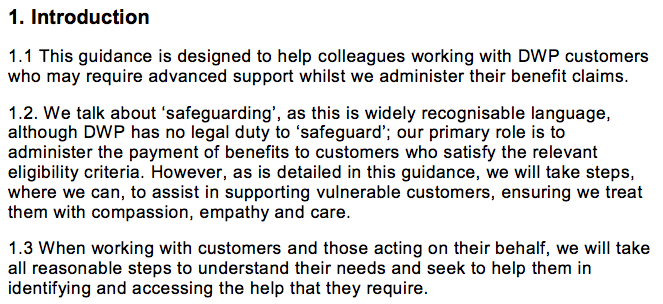 1. Introduction
1.1 This guidance is designed to help colleagues working with DWP customers
who may require advanced support whilst we administer their benefit claims.
1.2. We talk about ‘safeguarding’, as this is widely recognisable language,
although DWP has no legal duty to ‘safeguard’; our primary role is to
administer the payment of benefits to customers who satisfy the relevant
eligibility criteria. However, as is detailed in this guidance, we will take steps,
where we can, to assist in supporting vulnerable customers, ensuring we treat
them with compassion, empathy and care.
1.3 When working with customers and those acting on their behalf, we will take
all reasonable steps to understand their needs and seek to help them in
identifying and accessing the help that they require.